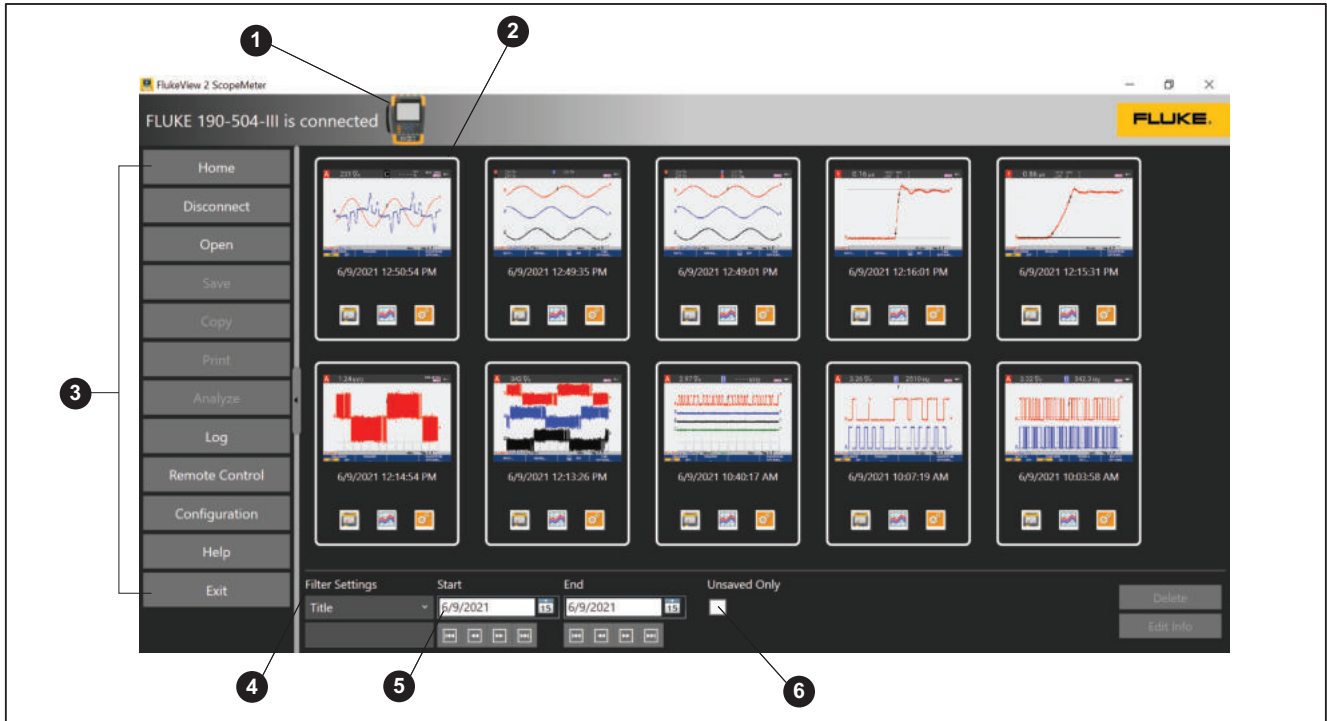 1
2
FlukeView 2 ScopeMeter
FLUKE 190-504-III is connected
FLUKE.
Home
Disconnect
Open
Save
Copy
Print
Analyze
Log
Remote Control
Configuration
Help
Exit
3
6/9/2021 12:50:54 PM
6/9/2021 12:49:35 PM
6/9/2021 12:49:01 PM
6/9/2021 12:16:01 PM
6/9/2021 12:15:31 PM
6/9/2021 12:14:54 PM
6/9/2021 12:13:26 PM
6/9/2021 10:40:17 AM
6/9/2021 10:07:19 AM
6/9/2021 10:03:58 AM
Filter Settings
Start
End
Unsaved Only
Title
6/9/2021
15
6/9/2021
15
Delete
Edit Info
4
5
6